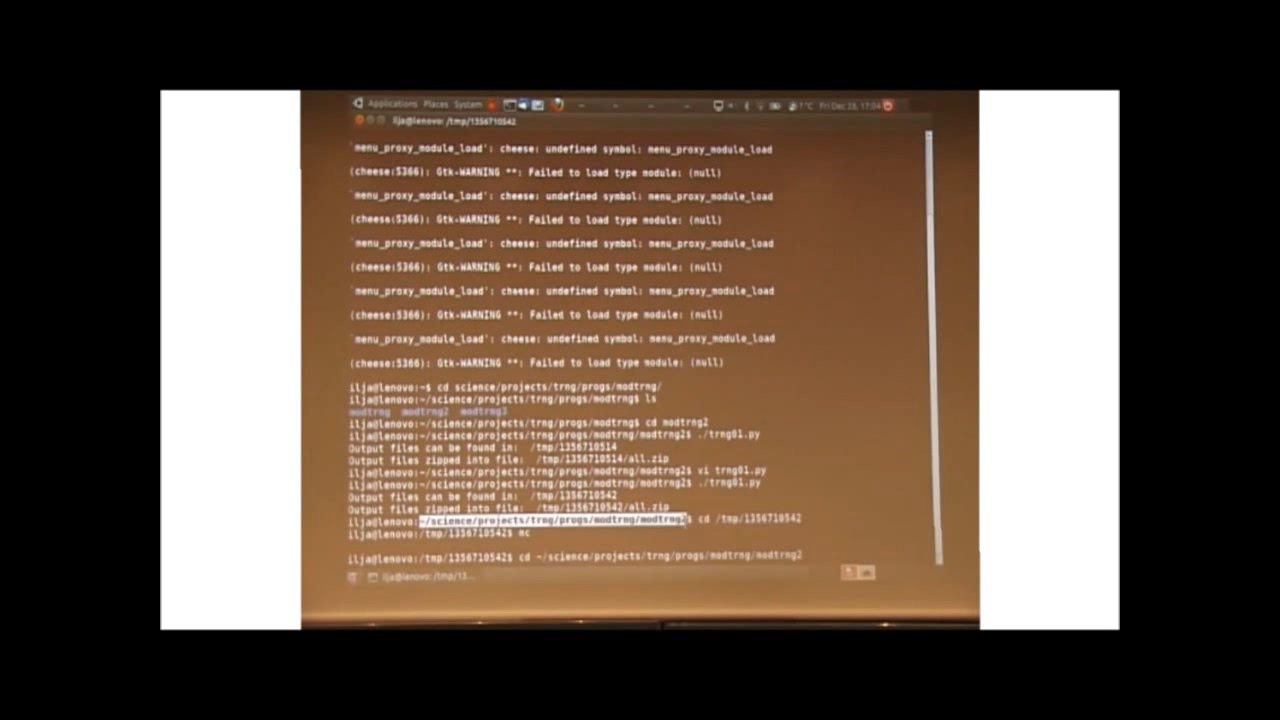 Applications Places System 7°C Fri Dec 28, 17:04
ilja@lenovo: /tmp/1356710542
`menu_proxy_module_load': cheese: undefined symbol: menu_proxy_module_load
(cheese:5366): Gtk-WARNING **: Failed to load type module: (null)
`menu_proxy_module_load': cheese: undefined symbol: menu_proxy_module_load
(cheese:5366): Gtk-WARNING **: Failed to load type module: (null)
`menu_proxy_module_load': cheese: undefined symbol: menu_proxy_module_load
(cheese:5366): Gtk-WARNING **: Failed to load type module: (null)
`menu_proxy_module_load': cheese: undefined symbol: menu_proxy_module_load
(cheese:5366): Gtk-WARNING **: Failed to load type module: (null)
`menu_proxy_module_load': cheese: undefined symbol: menu_proxy_module_load
(cheese:5366): Gtk-WARNING **: Failed to load type module: (null)
ilja@lenovo:~$ cd science/projects/trng/progs/modtrng/
ilja@lenovo:~/science/projects/trng/progs/modtrng$ ls
modtrng modtrng2 modtrng3
ilja@lenovo:~/science/projects/trng/progs/modtrng$ cd modtrng2
ilja@lenovo:~/science/projects/trng/progs/modtrng/modtrng2$ ./trng01.py
Output files can be found in: /tmp/1356710514
Output files zipped into file: /tmp/1356710514/all.zip
ilja@lenovo:~/science/projects/trng/progs/modtrng/modtrng2$ vi trng01.py
ilja@lenovo:~/science/projects/trng/progs/modtrng/modtrng2$ ./trng01.py
Output files can be found in: /tmp/1356710542
Output files zipped into file: /tmp/1356710542/all.zip
ilja@lenovo:~/science/projects/trng/progs/modtrng/modtrng2$ cd /tmp/1356710542
ilja@lenovo:/tmp/1356710542$ mc
ilja@lenovo:/tmp/1356710542$ cd ~/science/projects/trng/progs/modtrng/modtrng2
ilja@lenovo: /tmp/13...